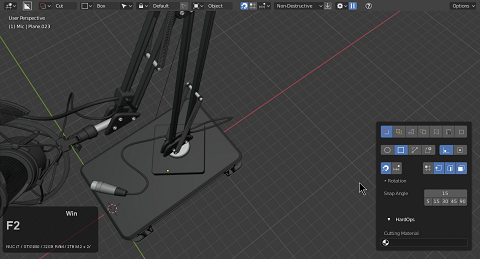 Cut
Box
Default
Object
Non-Destructive
Options
User Perspective
(1) Mic | Plane.023
Rotation
Snap Angle
15
5 15 30 45 90
HardOps
Cutting Material
Win
F2